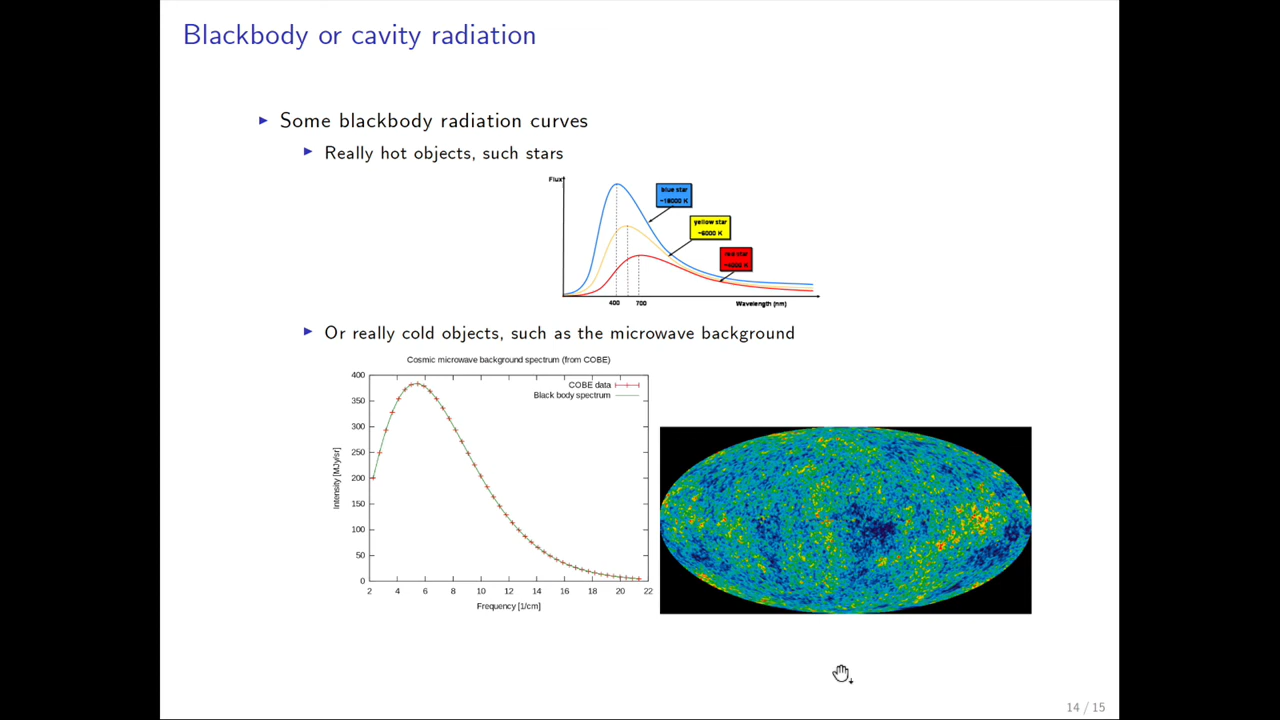 Blackbody or cavity radiation
Some blackbody radiation curves
Really hot objects, such stars
Flux
blue star
yellow star
~6000 K
red star
400
700
Wavelength (nm)
Or really cold objects, such as the microwave background
Cosmic microwave background spectrum (from COBE)
COBE data
Black body spectrum
Intensity [MJy/sr]
400
350
300
250
200
150
100
50
0
2 4 6 8 10 12 14 16 18 20 22
Frequency [1/cm]
14 / 15